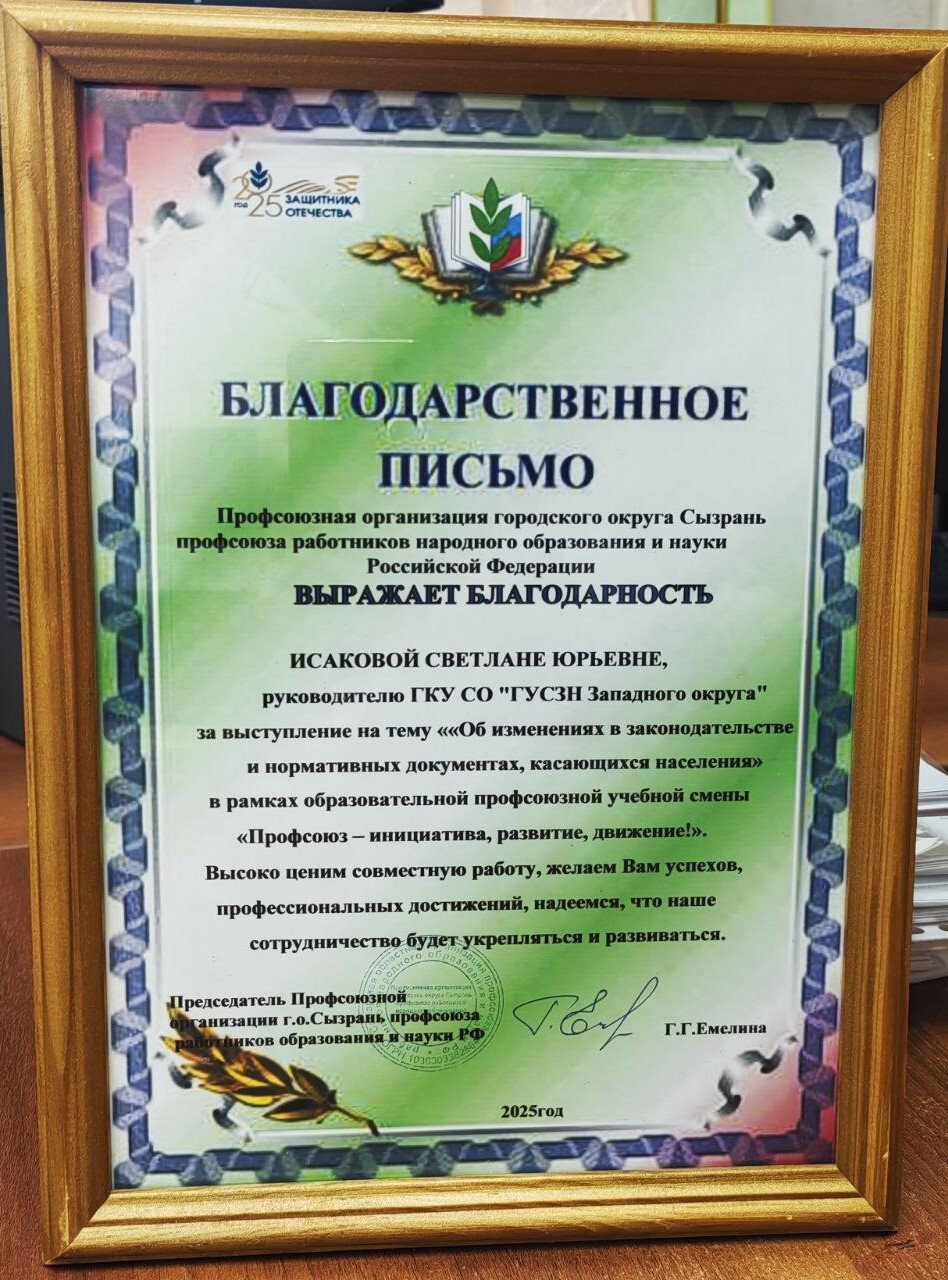 2025
год
ЗАЩИТНИКА
ОТЕЧЕСТВА
БЛАГОДАРСТВЕННОЕ
ПИСЬМО
Профсоюзная организация городского округа Сызрань
профсоюза работников народного образования и науки
Российской Федерации
ВЫРАЖАЕТ БЛАГОДАРНОСТЬ
ИСАКОВОЙ СВЕТЛАНЕ ЮРЬЕВНЕ,
руководителю ГКУ СО "ГУСЗН Западного округа"
за выступление на тему ««Об изменениях в законодательстве
и нормативных документах, касающихся населения»
в рамках образовательной профсоюзной учебной смены
«Профсоюз – инициатива, развитие, движение!».
Высоко ценим совместную работу, желаем Вам успехов,
профессиональных достижений, надеемся, что наше
сотрудничество будет укрепляться и развиваться.
Председатель Профсоюзной
организации г.о.Сызрань профсоюза
работников образования и науки РФ
Г.Г.Емелина
2025год